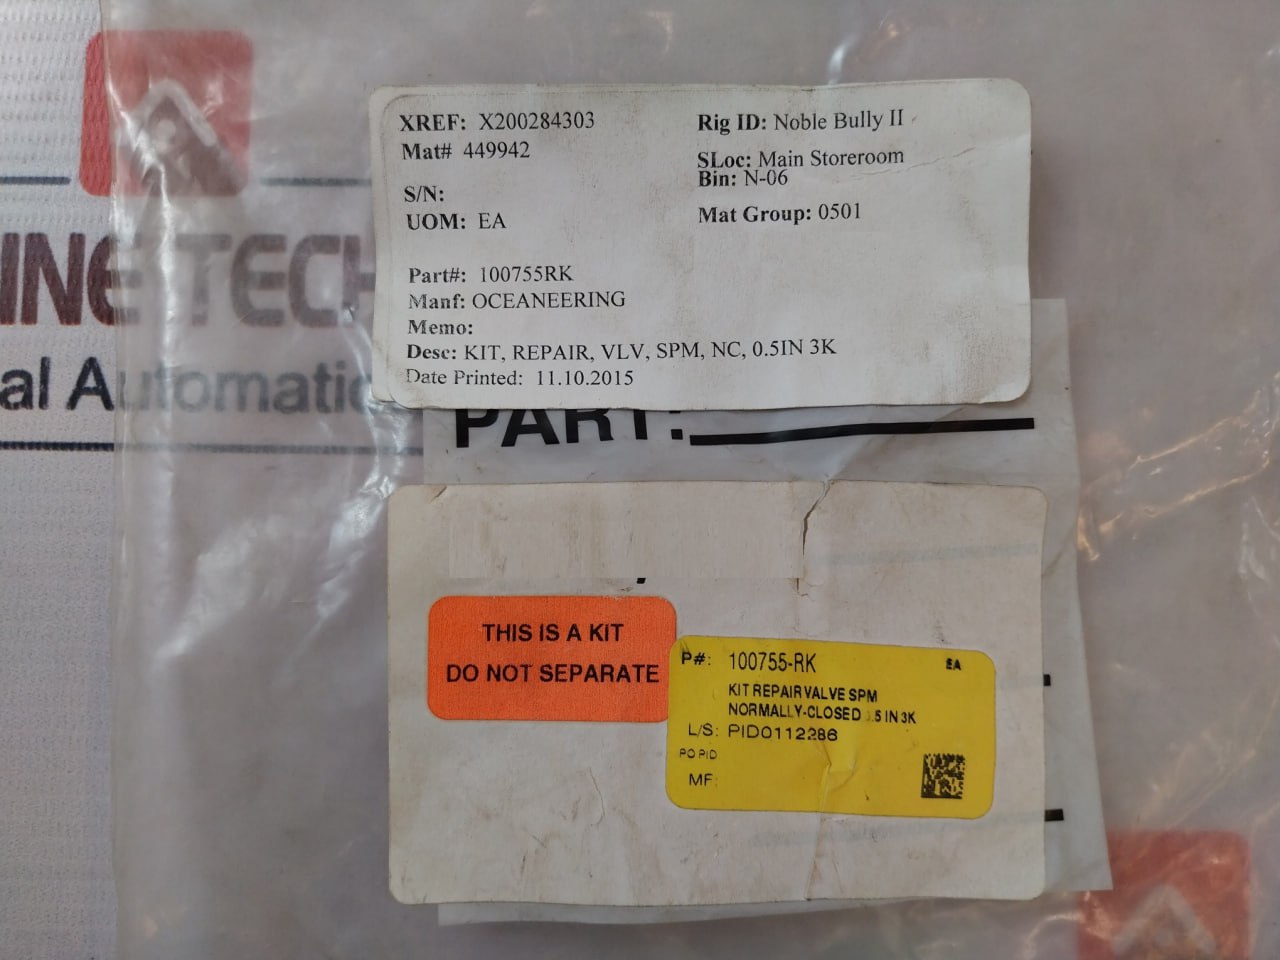 XREF: X200284303
Mat# 449942
S/N:
UOM: EA
Rig ID: Noble Bully II
SLoc: Main Storeroom
Bin: N-06
Mat Group: 0501
Part#: 100755RK
Manf: OCEANEERING
Memo:
Desc: KIT, REPAIR, VLV, SPM, NC, 0.5IN 3K
Date Printed: 11.10.2015
INE TECH
al Automatic
PART:
THIS IS A KIT
DO NOT SEPARATE
P#: 100755-RK EA
KIT REPAIR VALVE SPM
NORMALLY-CLOSED .5 IN 3K
L/S: PID0112286
PO PID
MF: